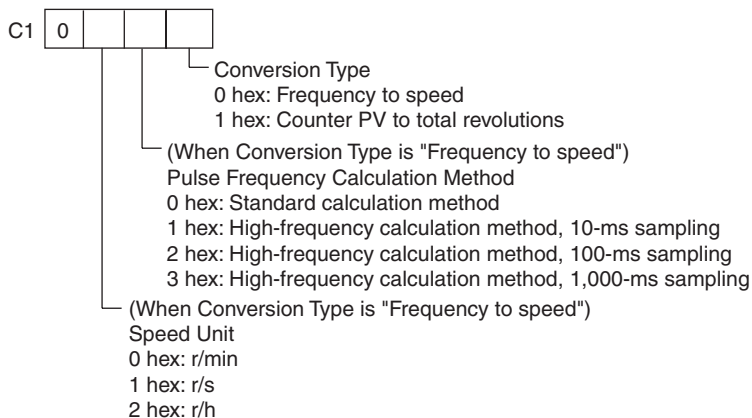 C1 0
Conversion Type
0 hex: Frequency to speed
1 hex: Counter PV to total revolutions
(When Conversion Type is "Frequency to speed")
Pulse Frequency Calculation Method
0 hex: Standard calculation method
1 hex: High-frequency calculation method, 10-ms sampling
2 hex: High-frequency calculation method, 100-ms sampling
3 hex: High-frequency calculation method, 1,000-ms sampling
(When Conversion Type is "Frequency to speed")
Speed Unit
0 hex: r/min
1 hex: r/s
2 hex: r/h